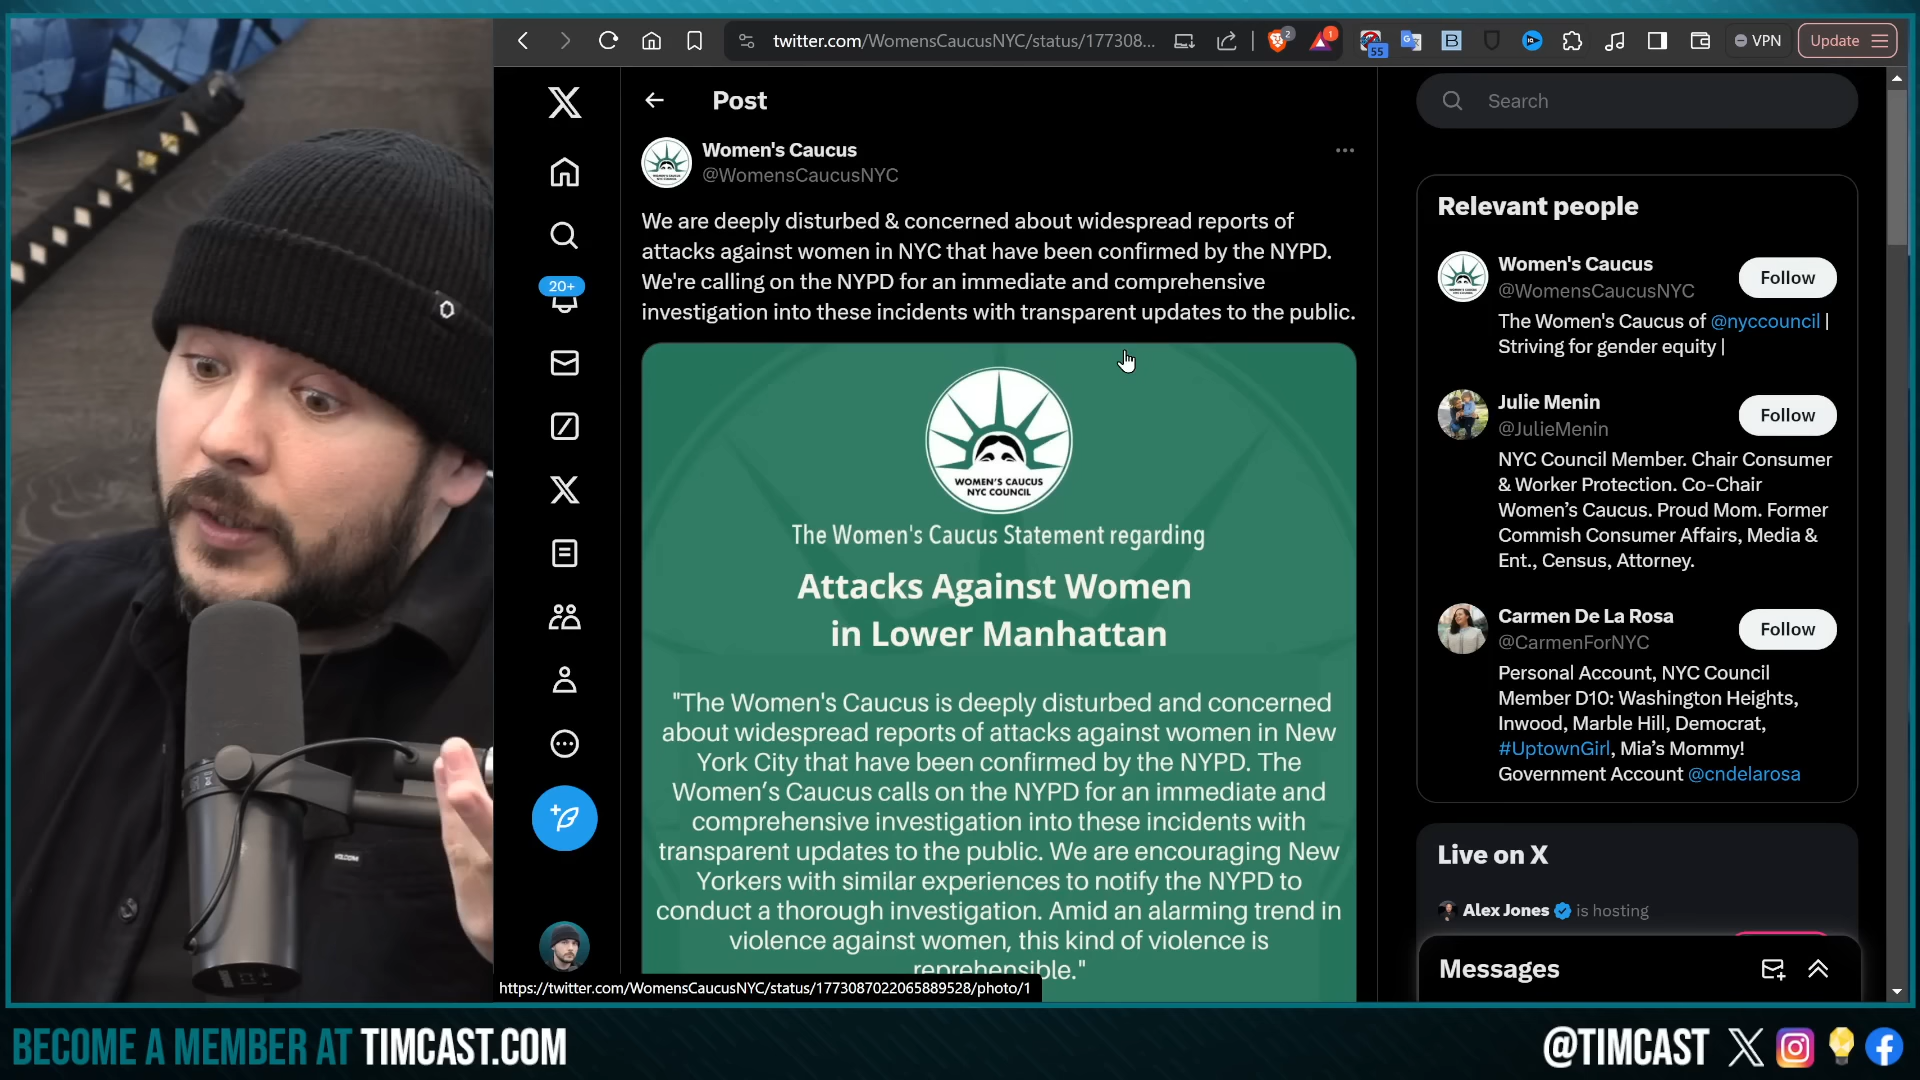 twitter.com/WomensCaucusNYC/status/177308...
2
1
55
VPN
Update
Post
Search
Women's Caucus
@WomensCaucusNYC
We are deeply disturbed & concerned about widespread reports of
attacks against women in NYC that have been confirmed by the NYPD.
We're calling on the NYPD for an immediate and comprehensive
investigation into these incidents with transparent updates to the public.
20+
WOMEN'S CAUCUS
NYC COUNCIL
The Women's Caucus Statement regarding
Attacks Against Women
in Lower Manhattan
"The Women's Caucus is deeply disturbed and concerned
about widespread reports of attacks against women in New
York City that have been confirmed by the NYPD. The
Women’s Caucus calls on the NYPD for an immediate and
comprehensive investigation into these incidents with
transparent updates to the public. We are encouraging New
Yorkers with similar experiences to notify the NYPD to
conduct a thorough investigation. Amid an alarming trend in
violence against women, this kind of violence is
reprehensible."
https://twitter.com/WomensCaucusNYC/status/1773087022065889528/photo/1
Relevant people
Women's Caucus
@WomensCaucusNYC
Follow
The Women's Caucus of @nyccouncil |
Striving for gender equity |
Julie Menin
@JulieMenin
Follow
NYC Council Member. Chair Consumer
& Worker Protection. Co-Chair
Women’s Caucus. Proud Mom. Former
Commish Consumer Affairs, Media &
Ent., Census, Attorney.
Carmen De La Rosa
@CarmenForNYC
Follow
Personal Account, NYC Council
Member D10: Washington Heights,
Inwood, Marble Hill, Democrat,
#UptownGirl, Mia’s Mommy!
Government Account @cndelarosa
Live on X
Alex Jones is hosting
Messages
VOLCOM
BECOME A MEMBER AT TIMCAST.COM
@TIMCAST